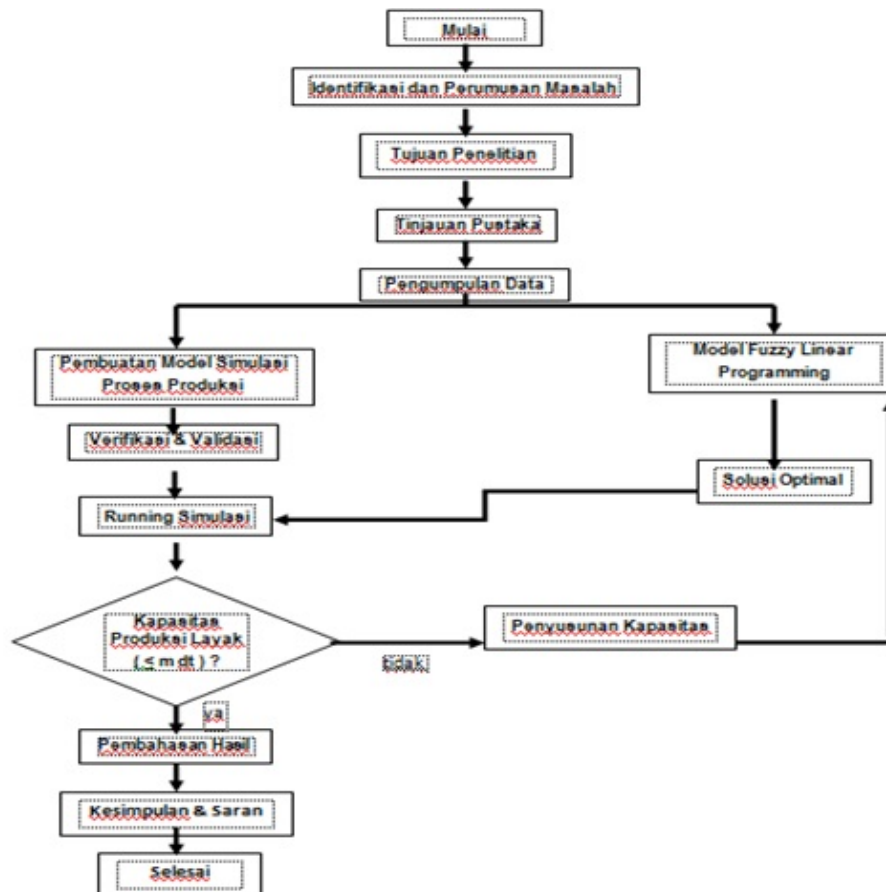 Mulai
Identifikasi dan Perumusan Masalah
Tujuan Penelitian
Tinjauan Pustaka
Pengumpulan Data
Pembuatan Model Simulasi
Proses Produksi
Model Fuzzy Linear
Programming
Verifikasi & Validasi
Solusi Optimal
Running Simulasi
Kapasitas
Produksi Layak
( ≤ m dt ) ?
Penyusunan Kapasitas
tidak
ya
Pembahasan Hasil
Kesimpulan & Saran
Selesai